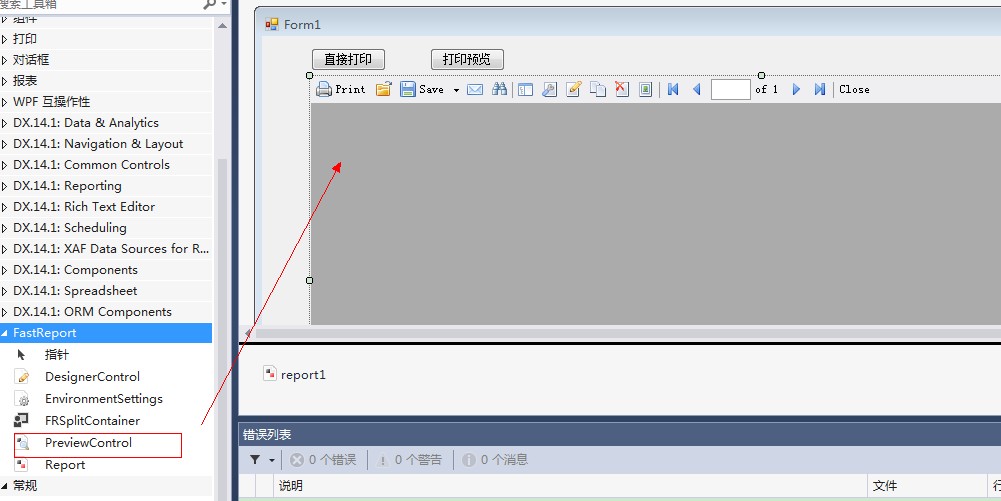 搜索工具箱
组件
打印
对话框
报表
WPF 互操作性
DX.14.1: Data & Analytics
DX.14.1: Navigation & Layout
DX.14.1: Common Controls
DX.14.1: Reporting
DX.14.1: Rich Text Editor
DX.14.1: Scheduling
DX.14.1: XAF Data Sources for R...
DX.14.1: Components
DX.14.1: Spreadsheet
DX.14.1: ORM Components
FastReport
指针
DesignerControl
EnvironmentSettings
FRSplitContainer
PreviewControl
Report
常规
Form1
直接打印 打印预览
Print Save of 1 Close
report1
错误列表
0 个错误 0 个警告 0 个消息
说明 文件 行